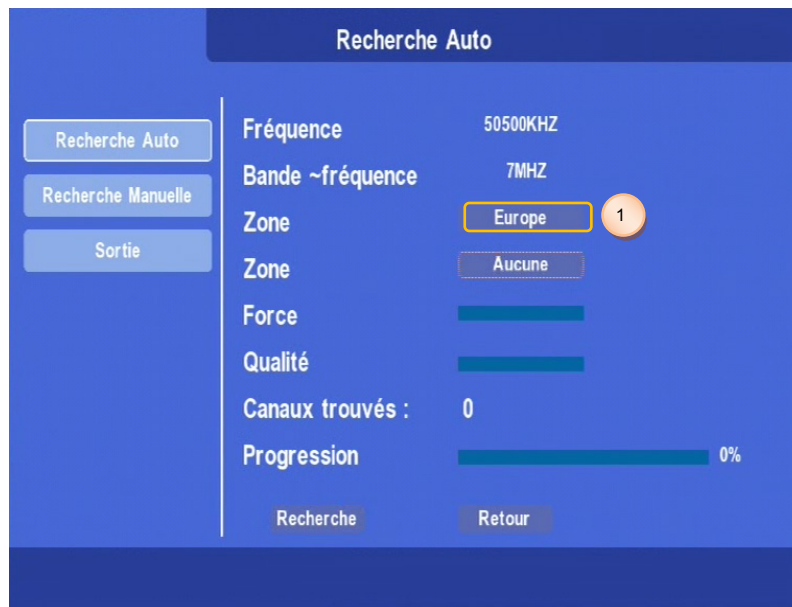 Recherche Auto
Recherche Auto
Recherche Manuelle
Sortie
Fréquence 50500KHZ
Bande ~fréquence 7MHZ
Zone Europe 1
Zone Aucune
Force
Qualité
Canaux trouvés : 0
Progression 0%
Recherche Retour